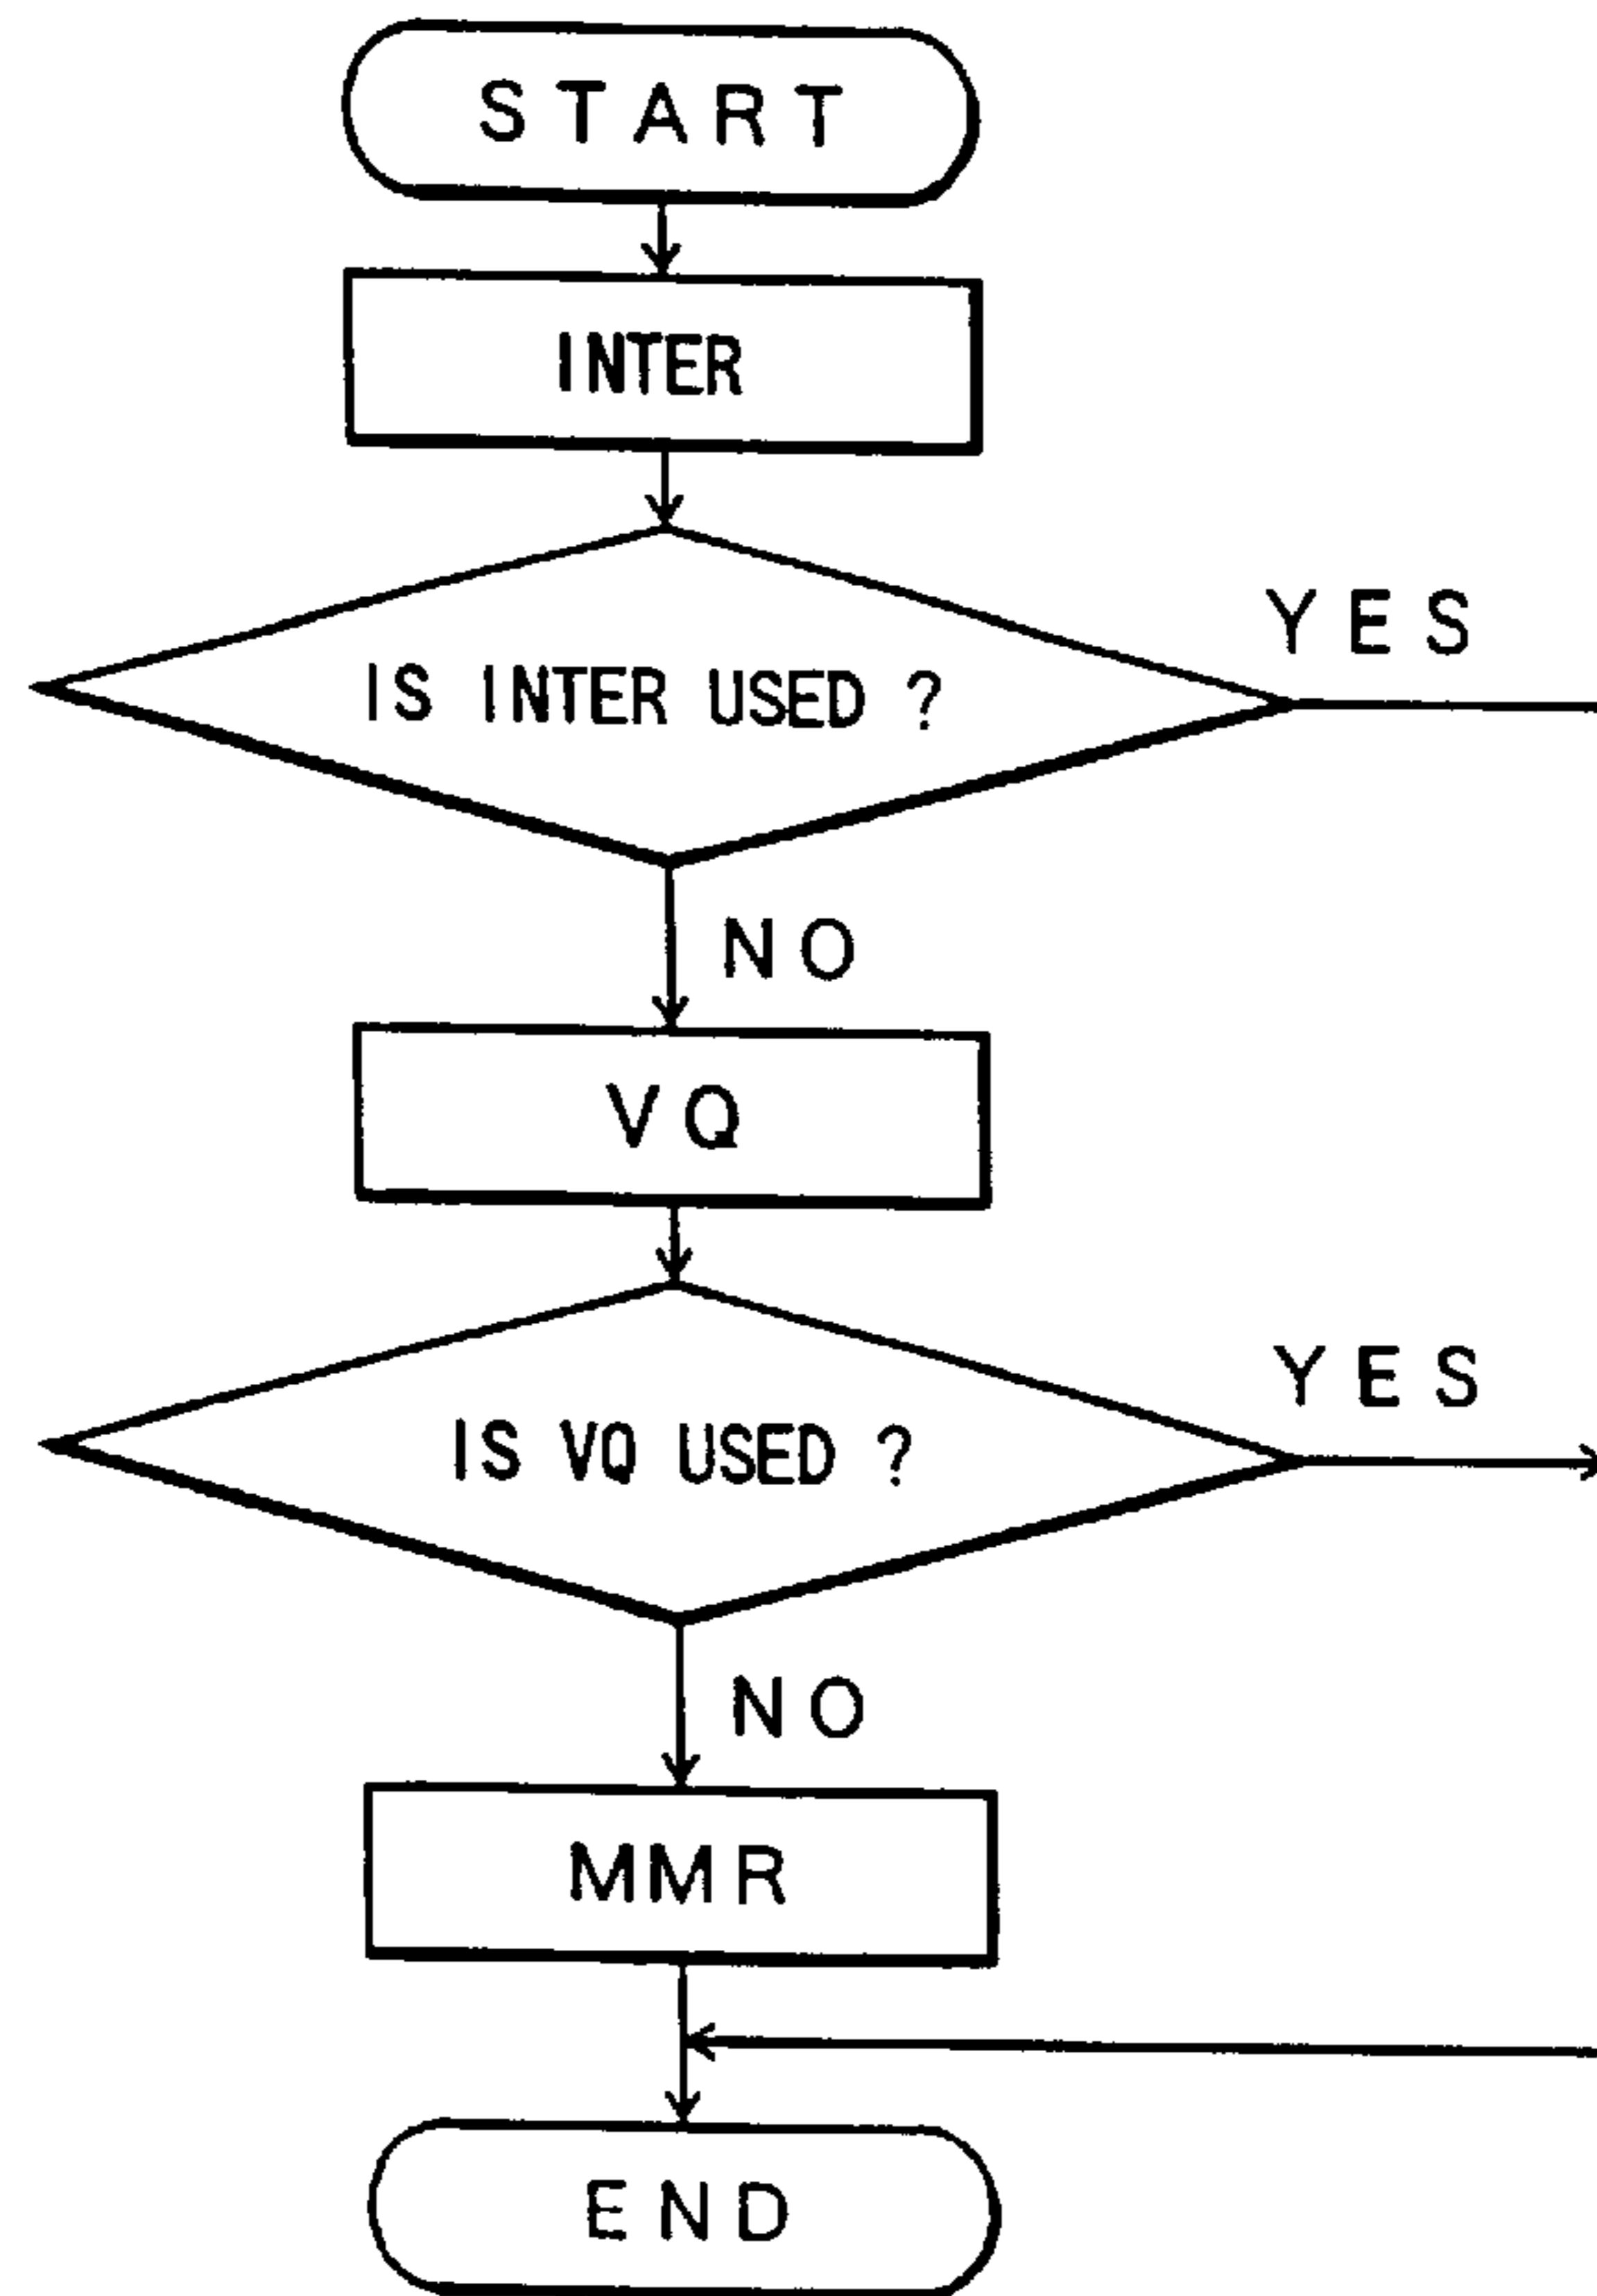 START
INTER
IS INTER USED ?
YES
NO
VQ
IS VQ USED ?
YES
NO
MMR
END